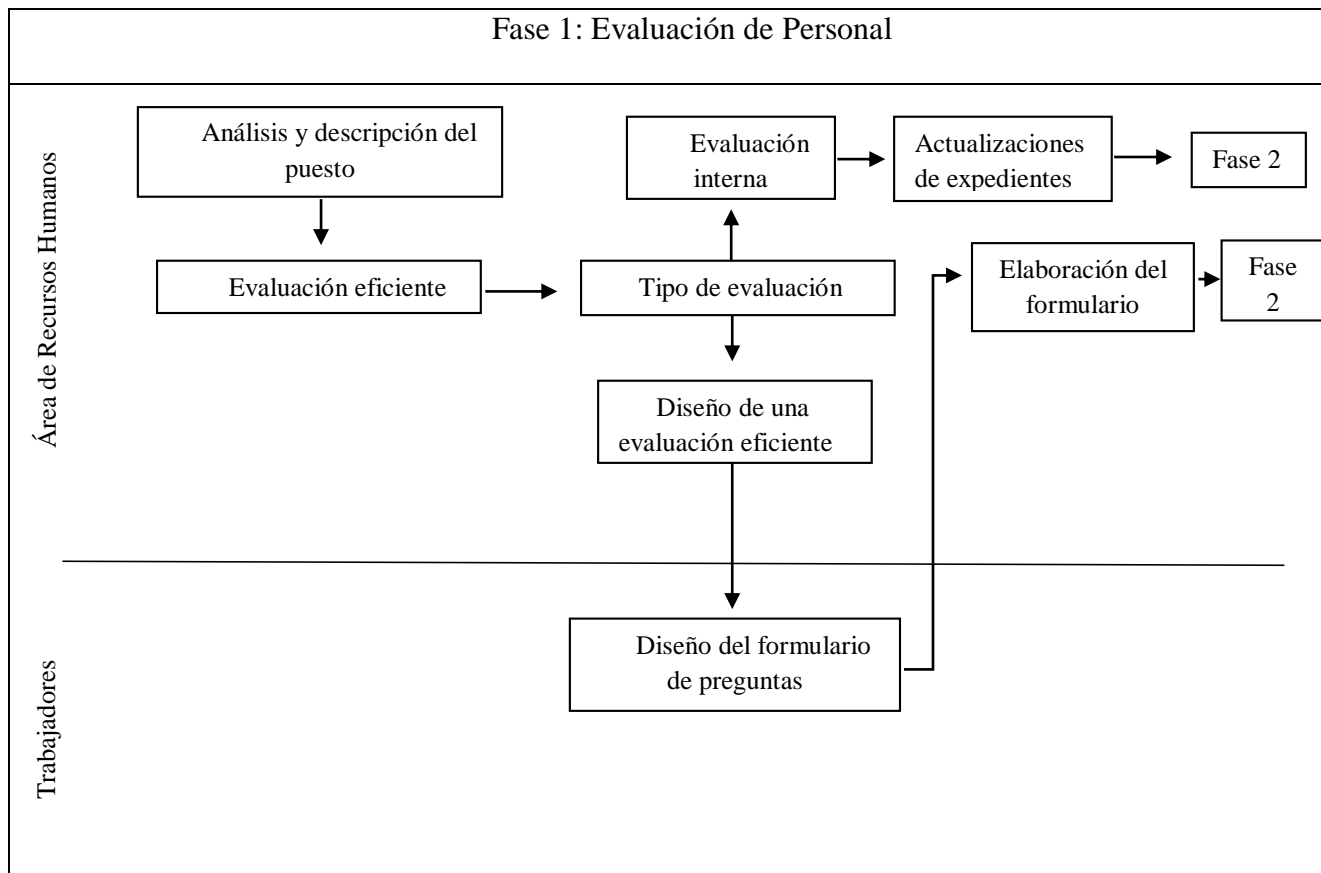 Fase 1: Evaluación de Personal
Área de Recursos Humanos
Análisis y descripción del
puesto
Evaluación
interna
Actualizaciones
de expedientes
Fase 2
Evaluación eficiente
Tipo de evaluación
Elaboración del
formulario
Fase
2
Diseño de una
evaluación eficiente
Trabajadores
Diseño del formulario
de preguntas